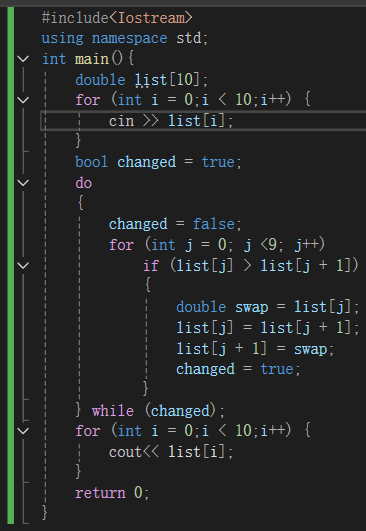 #include<Iostream>
using namespace std;
int main(){
    double list[10];
    for (int i = 0;i < 10;i++) {
        cin >> list[i];
    }
    bool changed = true;
    do
    {
        changed = false;
        for (int j = 0; j <9; j++)
            if (list[j] > list[j + 1])
            {
                double swap = list[j];
                list[j] = list[j + 1];
                list[j + 1] = swap;
                changed = true;
            }
    } while (changed);
    for (int i = 0;i < 10;i++) {
        cout<< list[i];
    }
    return 0;
}